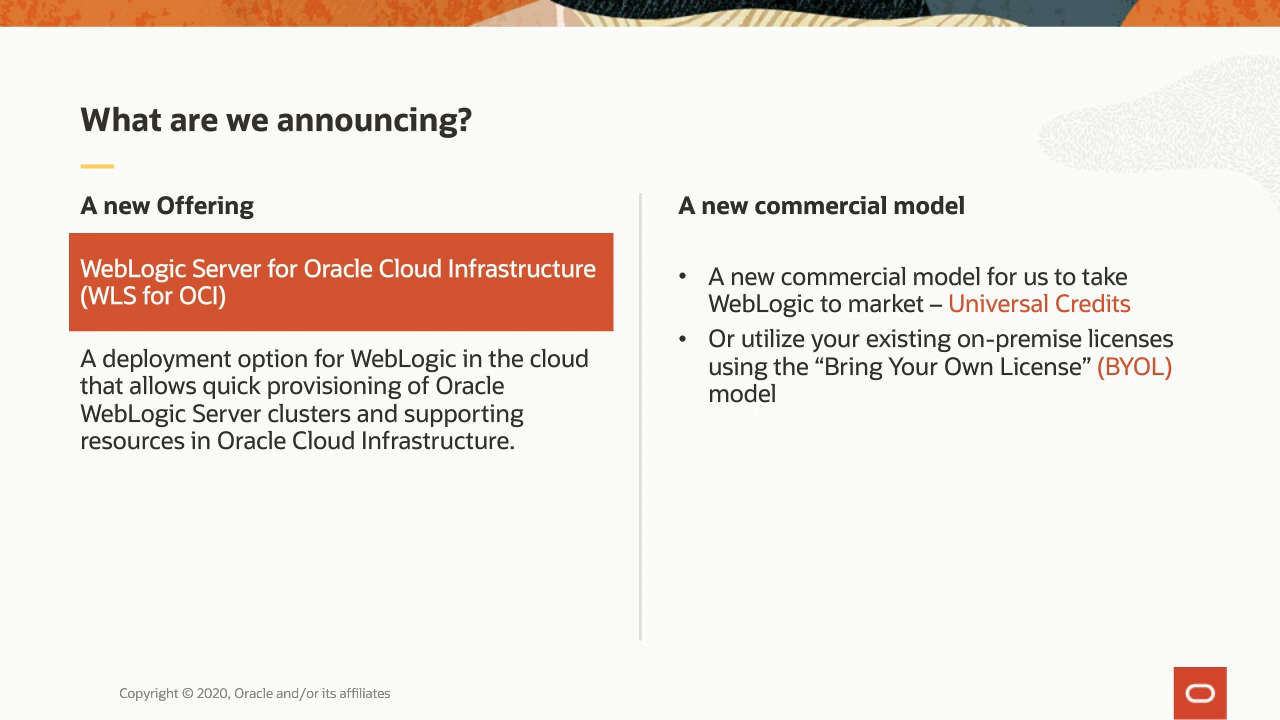 What are we announcing?
A new Offering
WebLogic Server for Oracle Cloud Infrastructure
(WLS for OCI)
A deployment option for WebLogic in the cloud
that allows quick provisioning of Oracle
WebLogic Server clusters and supporting
resources in Oracle Cloud Infrastructure.
A new commercial model
• A new commercial model for us to take
WebLogic to market – Universal Credits
• Or utilize your existing on-premise licenses
using the “Bring Your Own License” (BYOL)
model
Copyright © 2020, Oracle and/or its affiliates